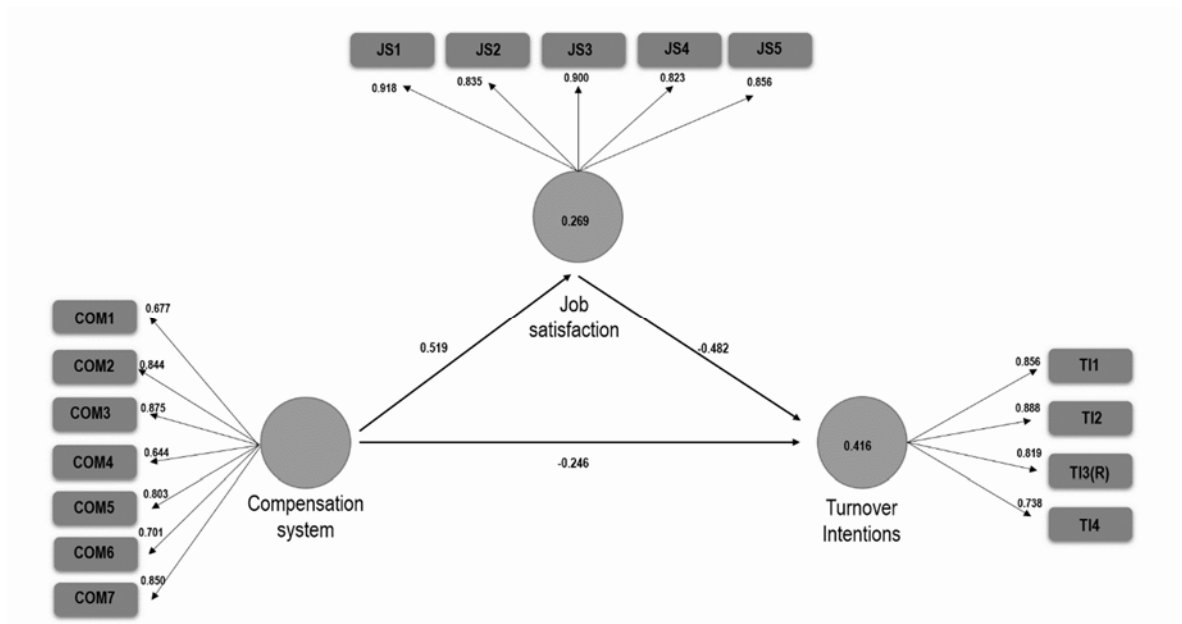 JS1 JS2 JS3 JS4 JS5
0.918 0.835 0.900 0.823 0.856
0.269
Job
satisfaction
0.519
-0.482
COM1 0.677
COM2 0.844
COM3 0.875
COM4 0.644
COM5 0.803
COM6 0.701
COM7 0.850
Compensation
system
-0.246
0.416
Turnover
Intentions
0.856 TI1
0.888 TI2
0.819 TI3(R)
0.738 TI4